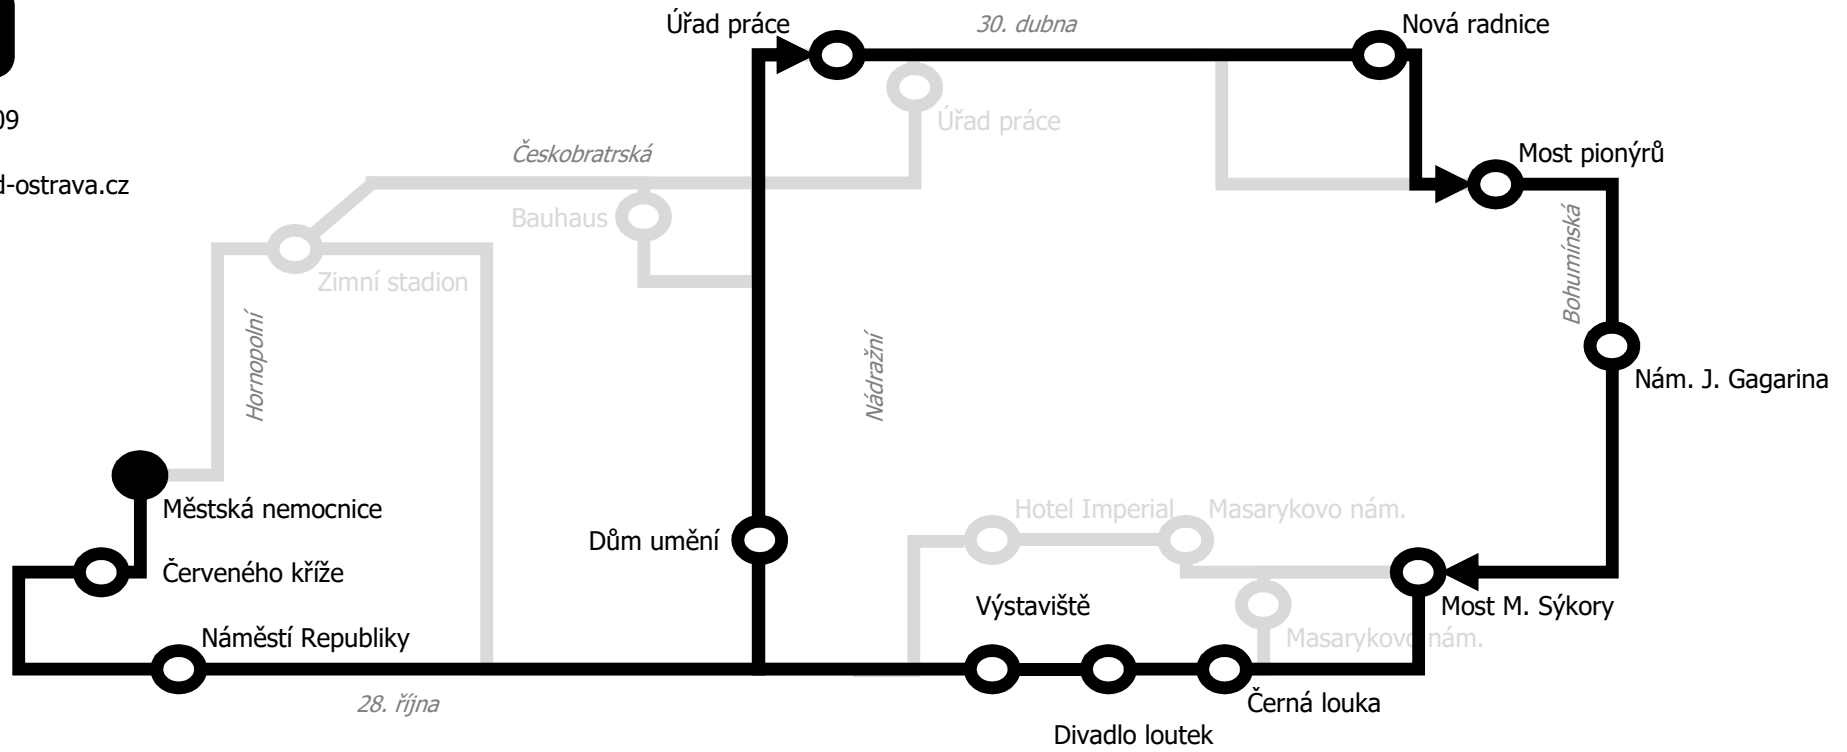 Úřad práce
30. dubna
Nová radnice
09
Úřad práce
Českobratrská
Most pionýrů
d-ostrava.cz
Bauhaus
Bohumínská
Zimní stadion
Hornopolní
Nádražní
Nám. J. Gagarina
Městská nemocnice
Hotel Imperial
Masarykovo nám.
Dům umění
Červeného kříže
Výstaviště
Most M. Sýkory
Náměstí Republiky
Masarykovo nám.
28. října
Černá louka
Divadlo loutek